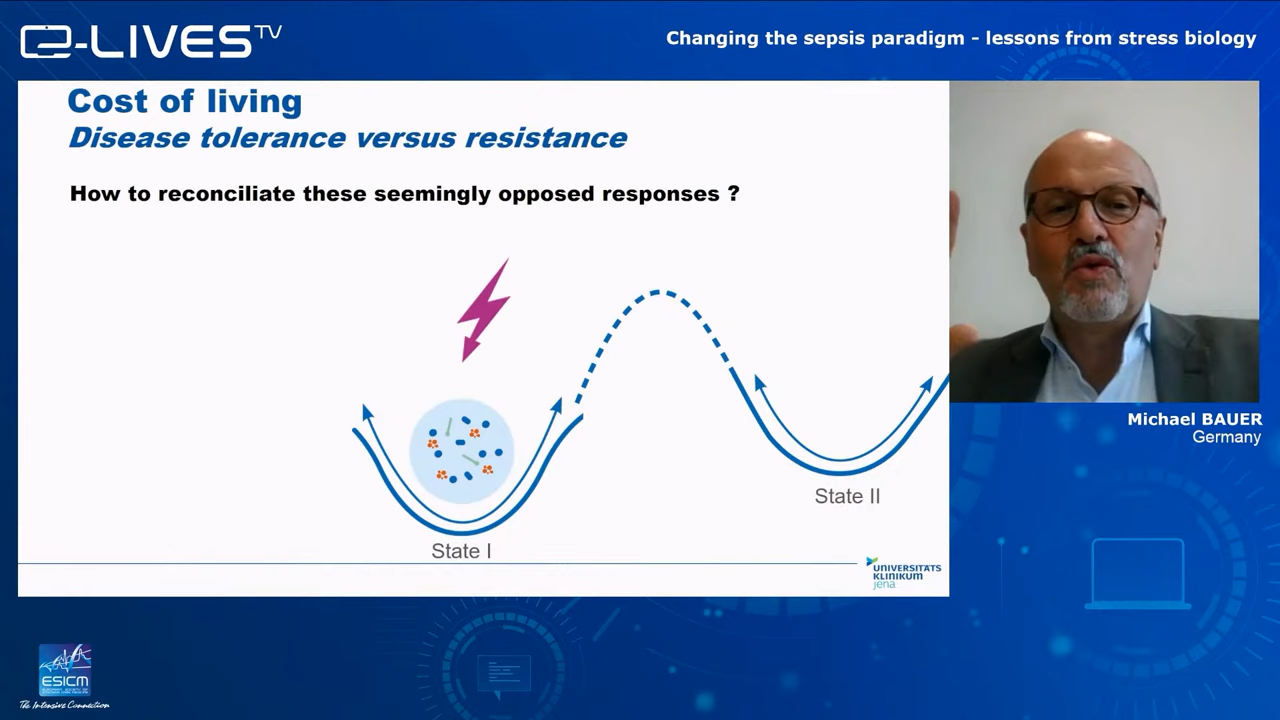 e-LIVES TV
Changing the sepsis paradigm - lessons from stress biology
Cost of living
Disease tolerance versus resistance
How to reconciliate these seemingly opposed responses ?
State I
State II
UNIVERSITÄTS
KLINIKUM
jena
Michael BAUER
Germany
ESICM
The Intensive Connection